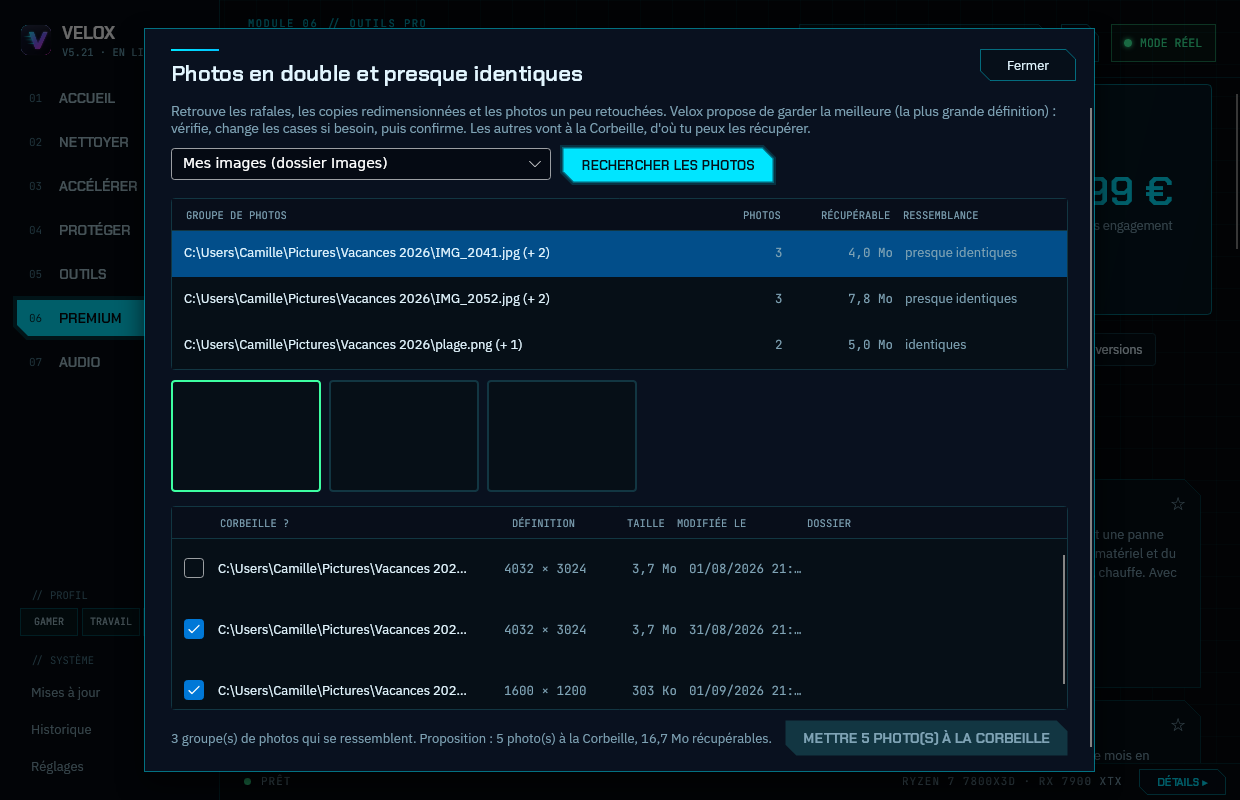 MODULE 06 // OUTILS PRO
VELOX
V5.21 · EN LI
MODE RÉEL
01 ACCUEIL
02 NETTOYER
03 ACCÉLÉRER
04 PROTÉGER
05 OUTILS
06 PREMIUM
07 AUDIO
// PROFIL
GAMER TRAVAIL
// SYSTÈME
Mises à jour
Historique
Réglages
Photos en double et presque identiques
Fermer
Retrouve les rafales, les copies redimensionnées et les photos un peu retouchées. Velox propose de garder la meilleure (la plus grande définition) :
vérifie, change les cases si besoin, puis confirme. Les autres vont à la Corbeille, d'où tu peux les récupérer.
Mes images (dossier Images)
RECHERCHER LES PHOTOS
GROUPE DE PHOTOS PHOTOS RÉCUPÉRABLE RESSEMBLANCE
C:\Users\Camille\Pictures\Vacances 2026\IMG_2041.jpg (+ 2) 3 4,0 Mo presque identiques
C:\Users\Camille\Pictures\Vacances 2026\IMG_2052.jpg (+ 2) 3 7,8 Mo presque identiques
C:\Users\Camille\Pictures\Vacances 2026\plage.png (+ 1) 2 5,0 Mo identiques
CORBEILLE ? DÉFINITION TAILLE MODIFIÉE LE DOSSIER
C:\Users\Camille\Pictures\Vacances 202... 4032 × 3024 3,7 Mo 01/08/2026 21:…
C:\Users\Camille\Pictures\Vacances 202... 4032 × 3024 3,7 Mo 31/08/2026 21:…
C:\Users\Camille\Pictures\Vacances 202... 1600 × 1200 303 Ko 01/09/2026 21:…
3 groupe(s) de photos qui se ressemblent. Proposition : 5 photo(s) à la Corbeille, 16,7 Mo récupérables.
METTRE 5 PHOTO(S) À LA CORBEILLE
99 €
s engagement
versions
t une panne
matériel et du
chauffe. Avec
e mois en
PRÊT
RYZEN 7 7800X3D · RX 7900 XTX
DÉTAILS ▸